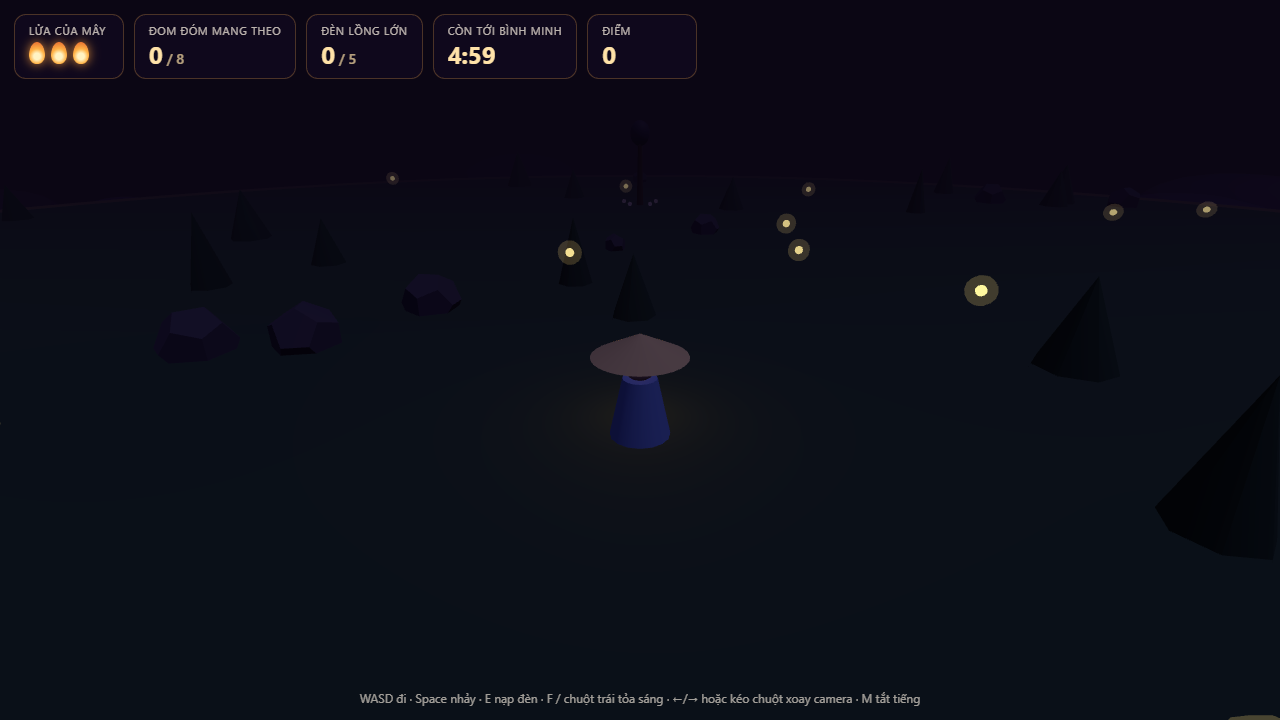 LỬA CỦA MÂY
ĐOM ĐÓM MANG THEO
0 / 8
ĐÈN LỒNG LỚN
0 / 5
CÒN TỚI BÌNH MINH
4:59
ĐIỂM
0
WASD đi · Space nhảy · E nạp đèn · F / chuột trái tỏa sáng · ←/→ hoặc kéo chuột xoay camera · M tắt tiếng